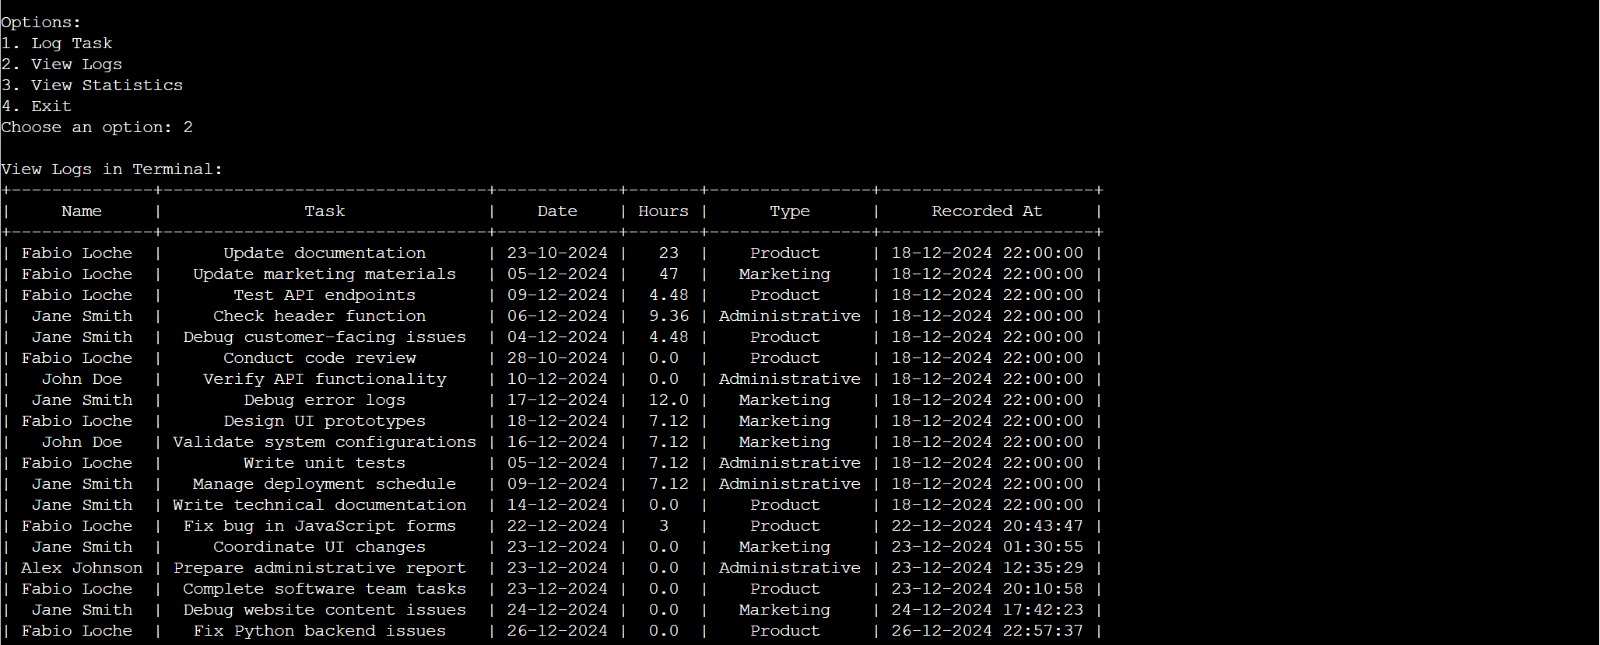 Options:
1. Log Task
2. View Logs
3. View Statistics
4. Exit
Choose an option: 2
View Logs in Terminal:
+-------------+--------------------------------+------------+-------+----------------+---------------------+
|     Name    |              Task              |    Date    | Hours |      Type      |     Recorded At     |
+-------------+--------------------------------+------------+-------+----------------+---------------------+
| Fabio Loche  |      Update documentation      | 23-10-2024 |   23  |    Product     | 18-12-2024 22:00:00 |
| Fabio Loche  |   Update marketing materials   | 05-12-2024 |   47  |   Marketing    | 18-12-2024 22:00:00 |
| Fabio Loche  |       Test API endpoints       | 09-12-2024 |  4.48 |    Product     | 18-12-2024 22:00:00 |
|  Jane Smith  |     Check header function      | 06-12-2024 |  9.36 | Administrative | 18-12-2024 22:00:00 |
|  Jane Smith  |  Debug customer-facing issues  | 04-12-2024 |  4.48 |    Product     | 18-12-2024 22:00:00 |
| Fabio Loche  |      Conduct code review       | 28-10-2024 |  0.0  |    Product     | 18-12-2024 22:00:00 |
|   John Doe   |    Verify API functionality    | 10-12-2024 |  0.0  | Administrative | 18-12-2024 22:00:00 |
|  Jane Smith  |        Debug error logs        | 17-12-2024 |  12.0 |   Marketing    | 18-12-2024 22:00:00 |
| Fabio Loche  |      Design UI prototypes      | 18-12-2024 |  7.12 |   Marketing    | 18-12-2024 22:00:00 |
|   John Doe   | Validate system configurations | 16-12-2024 |  7.12 |   Marketing    | 18-12-2024 22:00:00 |
| Fabio Loche  |        Write unit tests        | 05-12-2024 |  7.12 | Administrative | 18-12-2024 22:00:00 |
|  Jane Smith  |   Manage deployment schedule   | 09-12-2024 |  7.12 | Administrative | 18-12-2024 22:00:00 |
|  Jane Smith  | Write technical documentation  | 14-12-2024 |  0.0  |    Product     | 18-12-2024 22:00:00 |
| Fabio Loche  |  Fix bug in JavaScript forms   | 22-12-2024 |   3   |    Product     | 22-12-2024 20:43:47 |
|  Jane Smith  |     Coordinate UI changes      | 23-12-2024 |  0.0  |   Marketing    | 23-12-2024 01:30:55 |
| Alex Johnson | Prepare administrative report  | 23-12-2024 |  0.0  | Administrative | 23-12-2024 12:35:29 |
| Fabio Loche  |  Complete software team tasks  | 23-12-2024 |  0.0  |    Product     | 23-12-2024 20:10:58 |
|  Jane Smith  |  Debug website content issues  | 24-12-2024 |  0.0  |   Marketing    | 24-12-2024 17:42:23 |
| Fabio Loche  |   Fix Python backend issues    | 26-12-2024 |  0.0  |    Product     | 26-12-2024 22:57:37 |